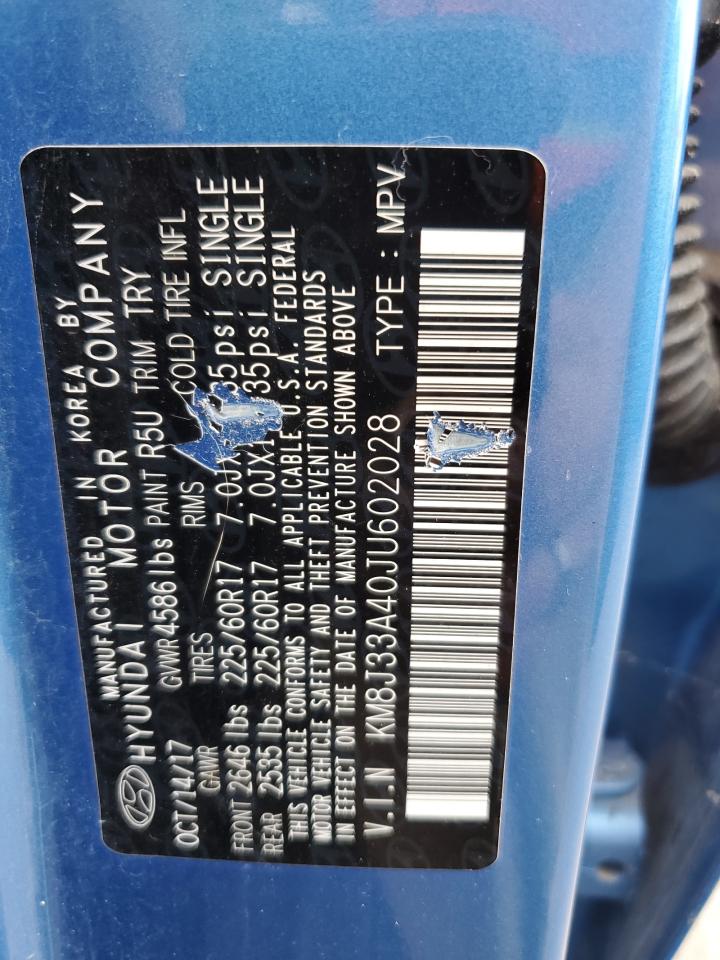 MANUFACTURED IN KOREA BY
HYUNDAI MOTOR COMPANY
OCT/14/17 GVWR 4586 lbs PAINT R5U TRIM TRY
GAWR TIRES RIMS COLD TIRE INFL
FRONT 2646 lbs 225/60R17 7.0JX 35psi SINGLE
REAR 2535 lbs 225/60R17 7.0JX 35psi SINGLE
THIS VEHICLE CONFORMS TO ALL APPLICABLE U.S.A. FEDERAL
MOTOR VEHICLE SAFETY AND THEFT PREVENTION STANDARDS
IN EFFECT ON THE DATE OF MANUFACTURE SHOWN ABOVE
V.I.N KM8J33A40JU602028 TYPE : MPV